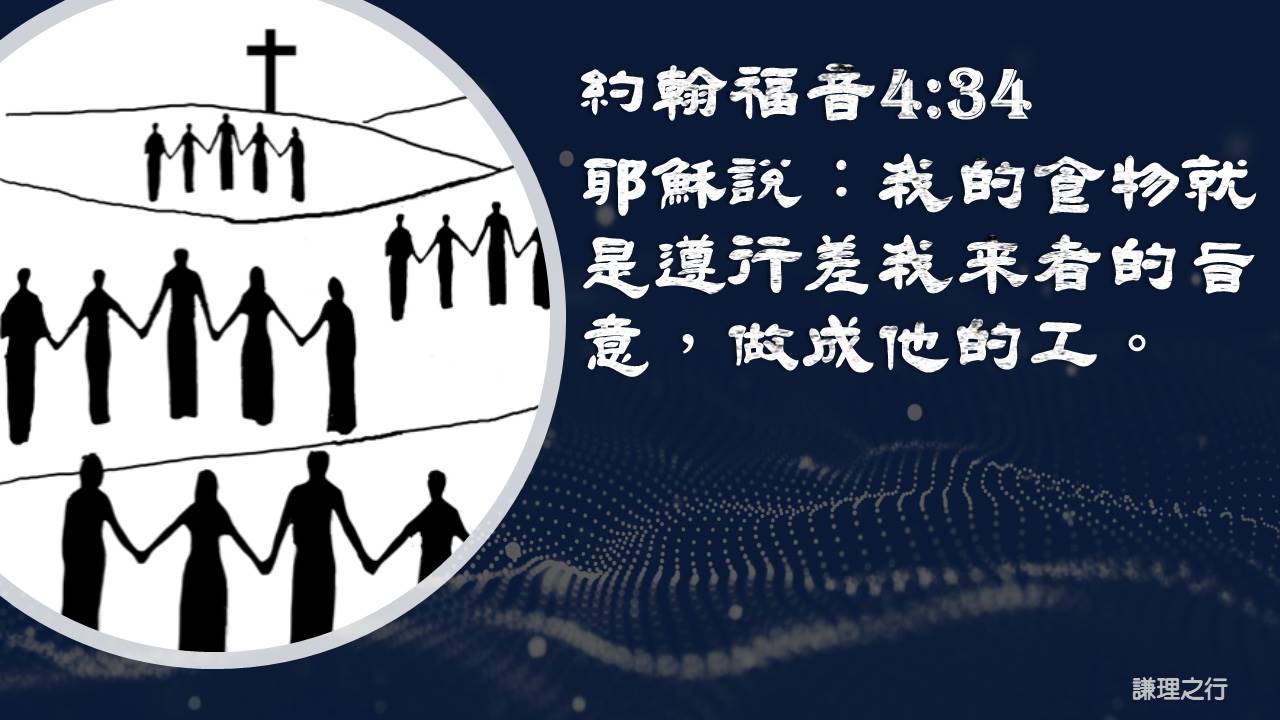 約翰福音4:34
耶穌說：我的食物就
是遵行差我来者的旨
意，做成他的工。
謙理之行